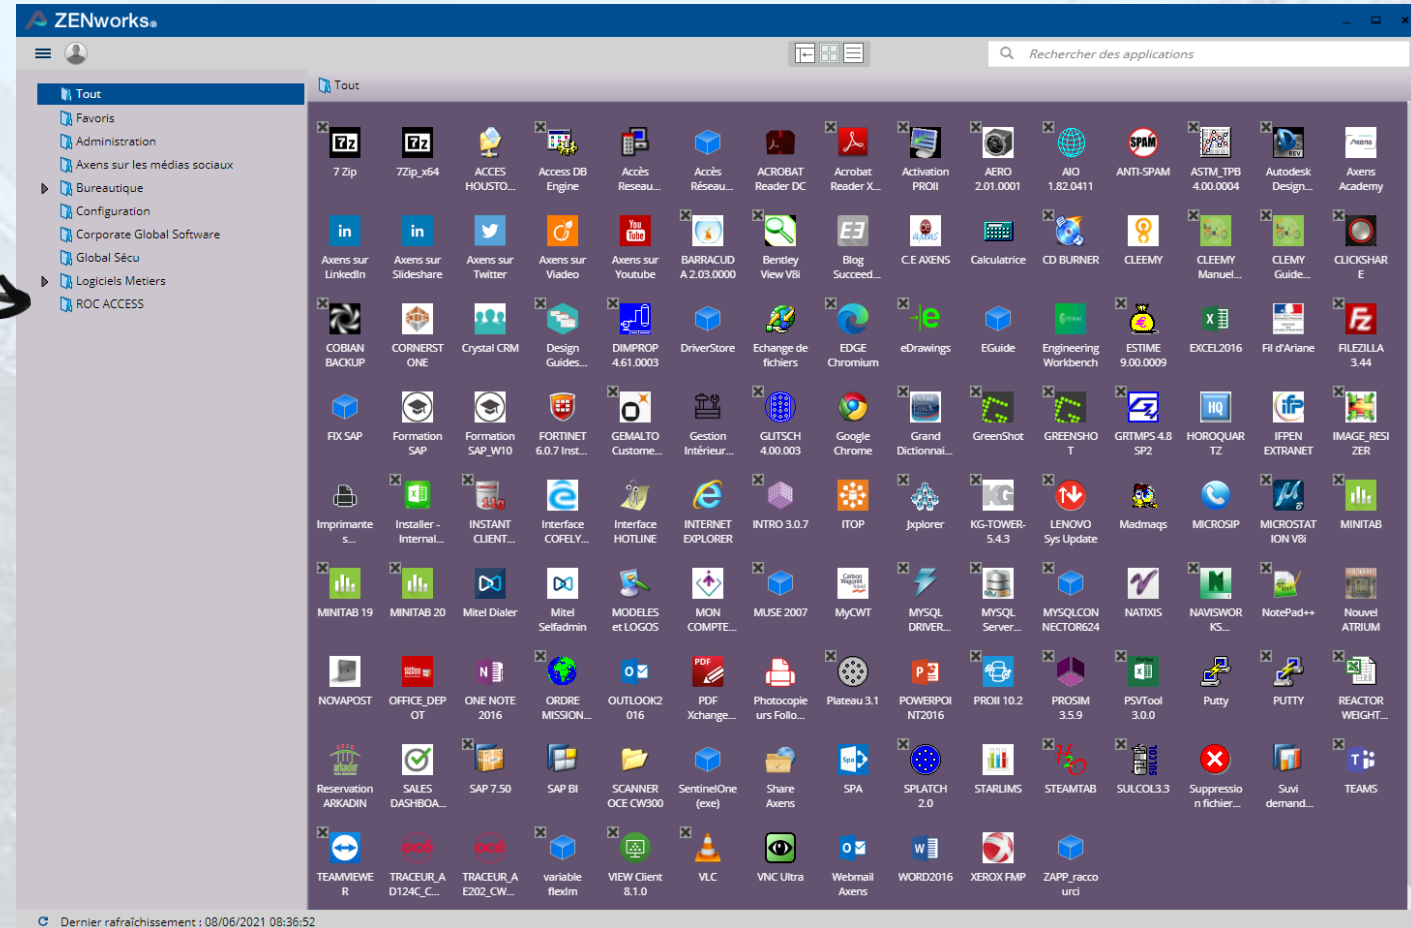 ZENworks®
Rechercher des applications
Tout
Favoris
Administration
Axens sur les médias sociaux
Bureautique
Configuration
Corporate Global Software
Global Sécu
Logiciels Metiers
ROC ACCESS
Tout
7 Zip
7Zip_x64
ACCES
HOUSTO...
Access DB
Engine
Accès
Reseau...
Accès
Réseau...
ACROBAT
Reader DC
Acrobat
Reader X...
Activation
PROII
AERO
2.01.0001
AIO
1.82.0411
ANTI-SPAM
ASTM_TPB
4.00.0004
Autodesk
Design...
Axens
Academy
Axens sur
LinkedIn
Axens sur
Slideshare
Axens sur
Twitter
Axens sur
Viadeo
Axens sur
Youtube
BARRACUD
A 2.03.0000
Bentley
View V8i
Blog
Succeed...
C.E AXENS
Calculatrice
CD BURNER
CLEEMY
CLEEMY
Manuel...
CLEMY
Guide...
CLICKSHAR
E
COBIAN
BACKUP
CORNERST
ONE
Crystal CRM
Design
Guides...
DIMPROP
4.61.0003
DriverStore
Echange de
fichiers
EDGE
Chromium
eDrawings
EGuide
Engineering
Workbench
ESTIME
9.00.0009
EXCEL2016
Fil d'Ariane
FILEZILLA
3.44
FIX SAP
Formation
SAP
Formation
SAP_W10
FORTINET
6.0.7 Inst...
GEMALTO
Custome...
Gestion
Intérieur...
GLITSCH
4.00.003
Google
Chrome
Grand
Dictionnai...
GreenShot
GREENSHO
T
GRTMPS 4.8
SP2
HOROQUAR
TZ
IFPEN
EXTRANET
IMAGE_RESI
ZER
Imprimante
s...
Installer -
Internal...
INSTANT
CLIENT...
Interface
COFELY...
Interface
HOTLINE
INTERNET
EXPLORER
INTRO 3.0.7
ITOP
Jxplorer
KG-TOWER-
5.4.3
LENOVO
Sys Update
Madmaqs
MICROSIP
MICROSTAT
ION V8i
MINITAB
MINITAB 19
MINITAB 20
Mitel Dialer
Mitel
Selfadmin
MODELES
et LOGOS
MON
COMPTE...
MUSE 2007
MyCWT
MYSQL
DRIVER...
MYSQL
Server...
MYSQLCON
NECTOR624
NATIXIS
NAVISWOR
KS...
NotePad++
Nouvel
ATRIUM
NOVAPOST
OFFICE_DEP
OT
ONE NOTE
2016
ORDRE
MISSION...
OUTLOOK2
016
PDF
Xchange...
Photocopie
urs Follo...
Plateau 3.1
POWERPOI
NT2016
PROII 10.2
PROSIM
3.5.9
PSVTool
3.0.0
Putty
PUTTY
REACTOR
WEIGHT...
Reservation
ARKADIN
SALES
DASHBOA...
SAP 7.50
SAP BI
SCANNER
OCE CW300
SentinelOne
(exe)
Share
Axens
SPA
SPLATCH
2.0
STARLIMS
STEAMTAB
SULCOL3.3
Suppressio
n fichier...
Suvi
demand...
TEAMS
TEAMVIEWE
R
TRACEUR_A
D124C_C...
TRACEUR_A
E202_CW...
variable
flexlm
VIEW Client
8.1.0
VLC
VNC Ultra
Webmail
Axens
WORD2016
XEROX FMP
ZAPP_racco
urci
Dernier rafraîchissement : 08/06/2021 08:36:52